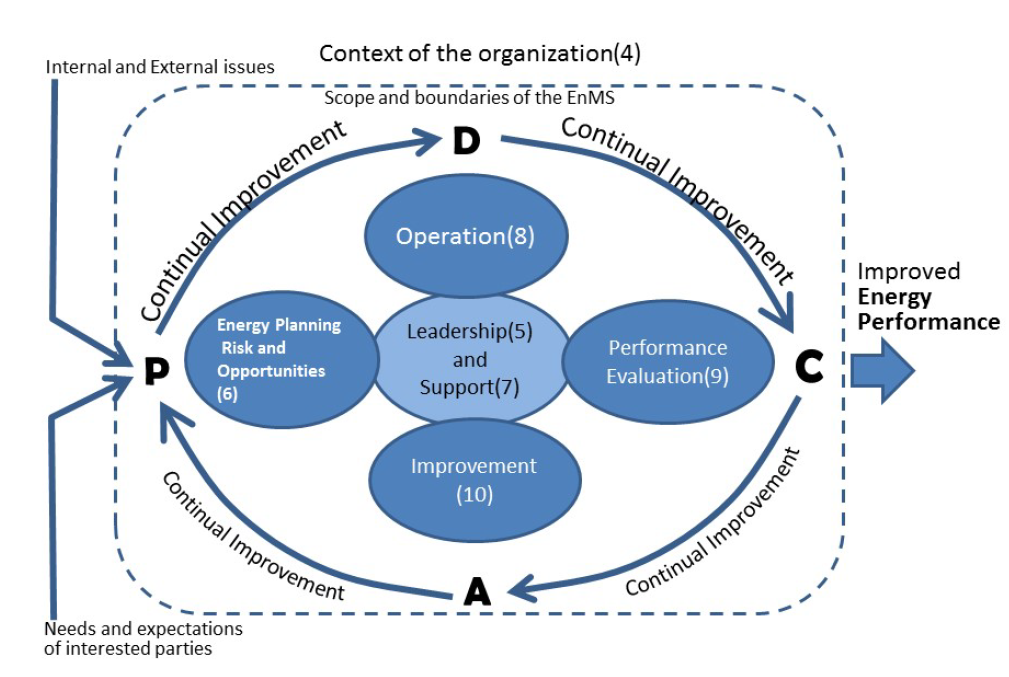 Context of the organization(4)
Internal and External issues
Scope and boundaries of the EnMS
D
Continual Improvement
Continual Improvement
Operation(8)
Improved
Energy
Performance
Energy Planning
Risk and
Opportunities
(6)
Leadership(5)
and
Support(7)
Performance
Evaluation(9)
P
C
Improvement
(10)
Continual Improvement
Continual Improvement
A
Needs and expectations
of interested parties